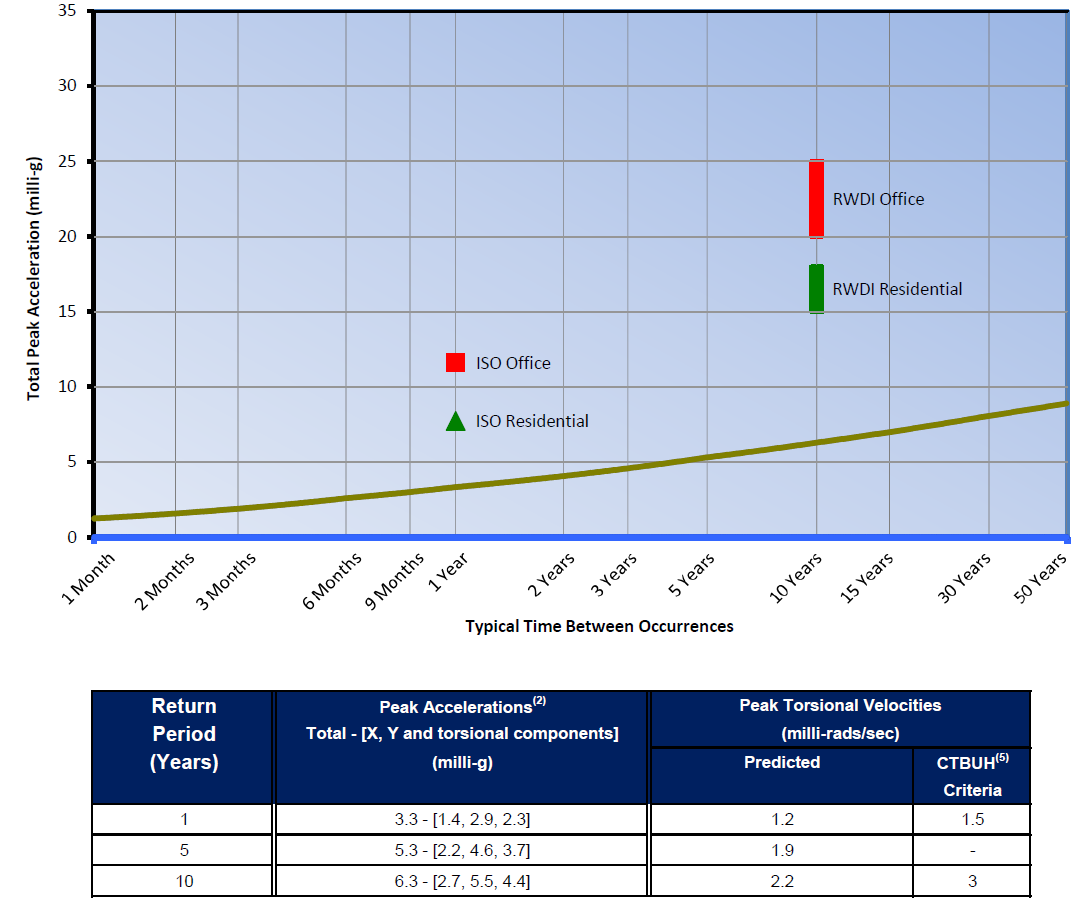 35
30
25
20
15
10
5
0
Total Peak Acceleration (milli-g)
RWDI Office
RWDI Residential
ISO Office
ISO Residential
1 Month
2 Months
3 Months
6 Months
9 Months
1 Year
2 Years
3 Years
5 Years
10 Years
15 Years
30 Years
50 Years
Typical Time Between Occurrences
Return
Period
(Years)
Peak Accelerations(2)
Total - [X, Y and torsional components]
(milli-g)
Peak Torsional Velocities
(milli-rads/sec)
Predicted
CTBUH(5)
Criteria
1 3.3 - [1.4, 2.9, 2.3] 1.2 1.5
5 5.3 - [2.2, 4.6, 3.7] 1.9 -
10 6.3 - [2.7, 5.5, 4.4] 2.2 3